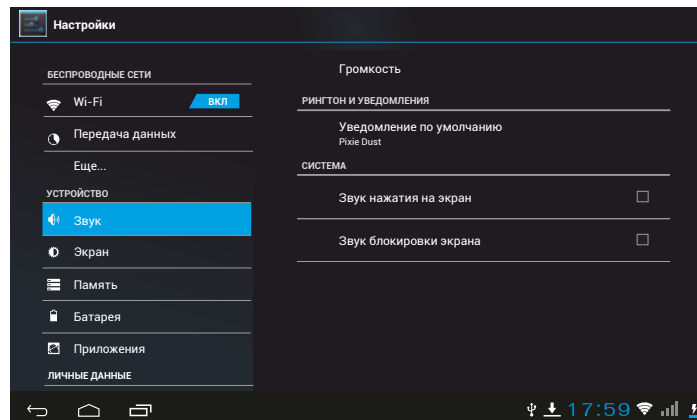 Настройки
БЕСПРОВОДНЫЕ СЕТИ
Wi-Fi
ВКЛ
Передача данных
Еще...
УСТРОЙСТВО
Звук
Экран
Память
Батарея
Приложения
ЛИЧНЫЕ ДАННЫЕ
Громкость
РИНГТОН И УВЕДОМЛЕНИЯ
Уведомление по умолчанию
Pixie Dust
СИСТЕМА
Звук нажатия на экран
Звук блокировки экрана
17:59